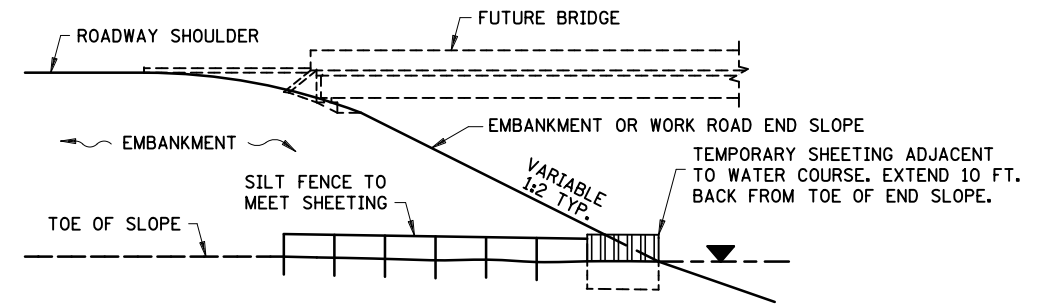 FUTURE BRIDGE
ROADWAY SHOULDER
EMBANKMENT OR WORK ROAD END SLOPE
EMBANKMENT
TEMPORARY SHEETING ADJACENT
TO WATER COURSE. EXTEND 10 FT.
BACK FROM TOE OF END SLOPE.
VARIABLE
1:2 TYP.
SILT FENCE TO
MEET SHEETING
TOE OF SLOPE